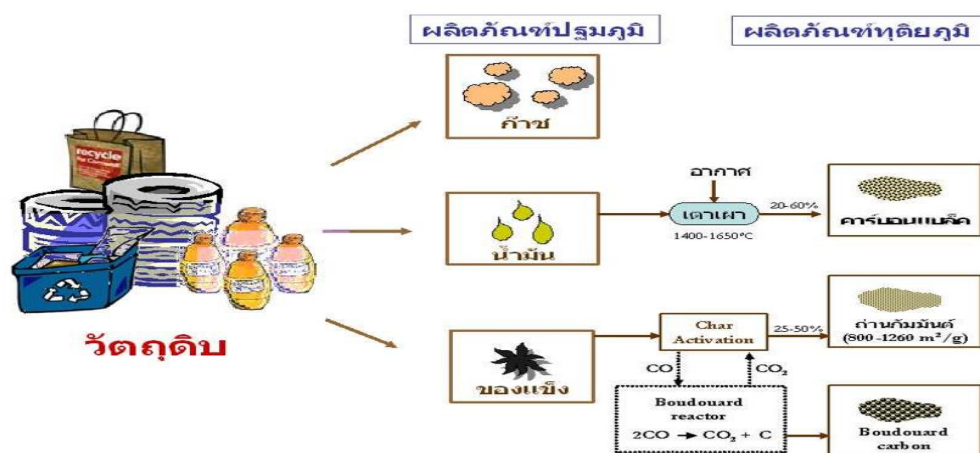 ผลิตภัณฑ์ปฐมภูมิ
ผลิตภัณฑ์ทุติยภูมิ
recycle
ก๊าซ
อากาศ
น้ำมัน
เตาเผา
20-60%
คาร์บอนแบล็ค
1400-1650°C
วัตถุดิบ
ของแข็ง
Char
Activation
25-50%
ถ่านกัมมันต์
(800-1260 m²/g)
CO
CO₂
Boudouard
reactor
2CO → CO₂ + C
Boudouard
carbon